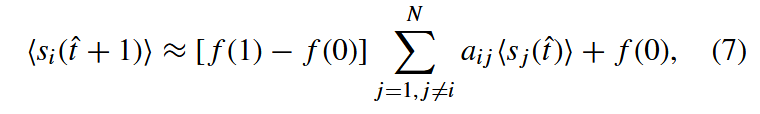 ⟨s_i(t̂ + 1)⟩ ≈ [f(1) − f(0)] ∑_{j=1,j≠i}^{N} a_{ij}⟨s_j(t̂)⟩ + f(0), (7)